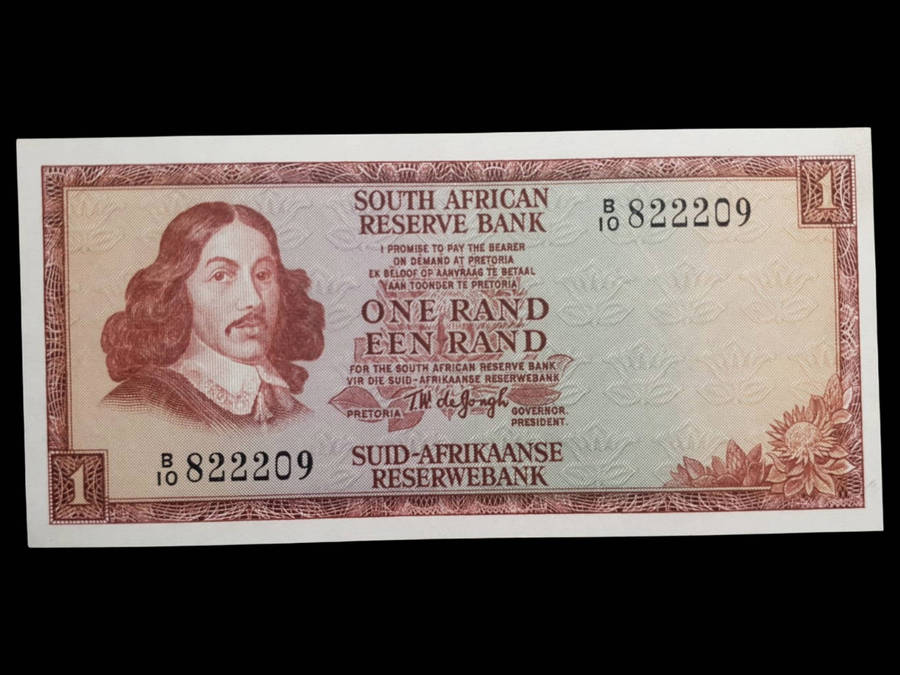 SOUTH AFRICAN
RESERVE BANK
B/10 822209
1
I PROMISE TO PAY THE BEARER
ON DEMAND AT PRETORIA
EK BELOOF OP AANVRAAG TE BETAAL
AAN TOONDER TE PRETORIA
ONE RAND
EEN RAND
FOR THE SOUTH AFRICAN RESERVE BANK
VIR DIE SUID-AFRIKAANSE RESERWEBANK
T.W. de Jongh
PRETORIA
GOVERNOR.
PRESIDENT.
SUID-AFRIKAANSE
RESERWEBANK
B/10 822209
1